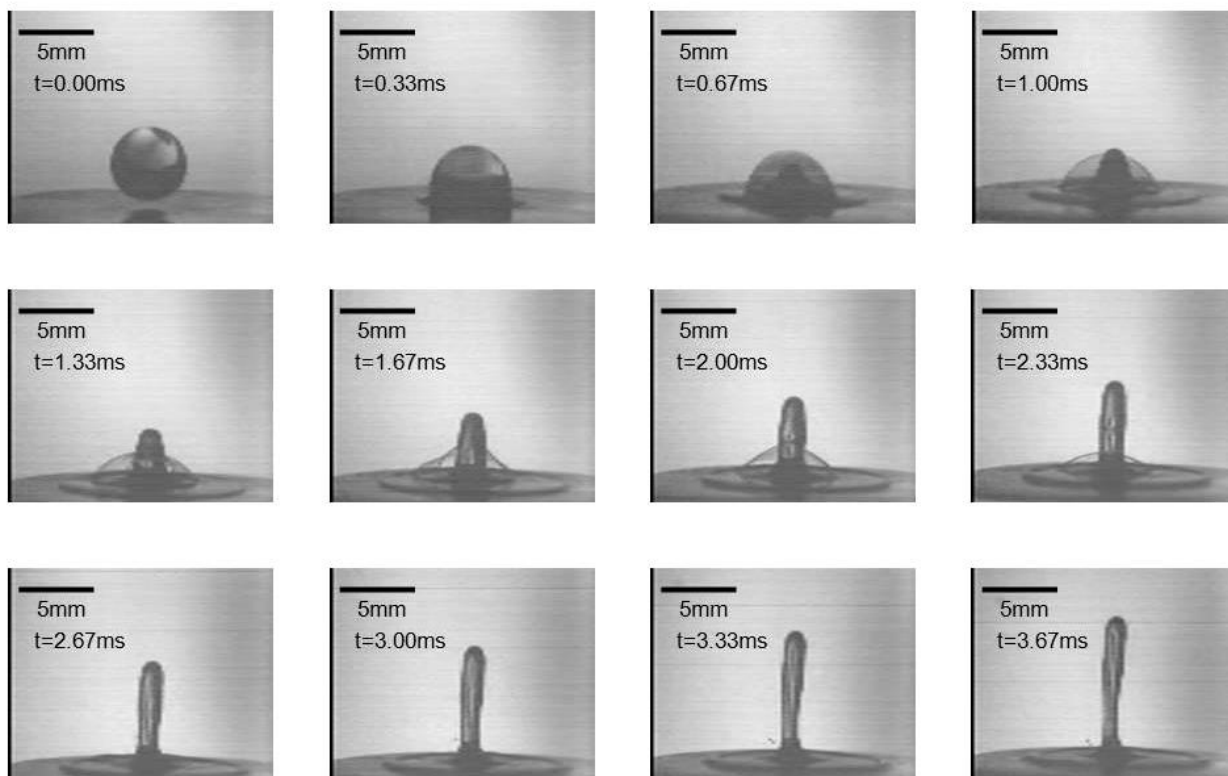 5mm
t=0.00ms
5mm
t=0.33ms
5mm
t=0.67ms
5mm
t=1.00ms
5mm
t=1.33ms
5mm
t=1.67ms
5mm
t=2.00ms
5mm
t=2.33ms
5mm
t=2.67ms
5mm
t=3.00ms
5mm
t=3.33ms
5mm
t=3.67ms